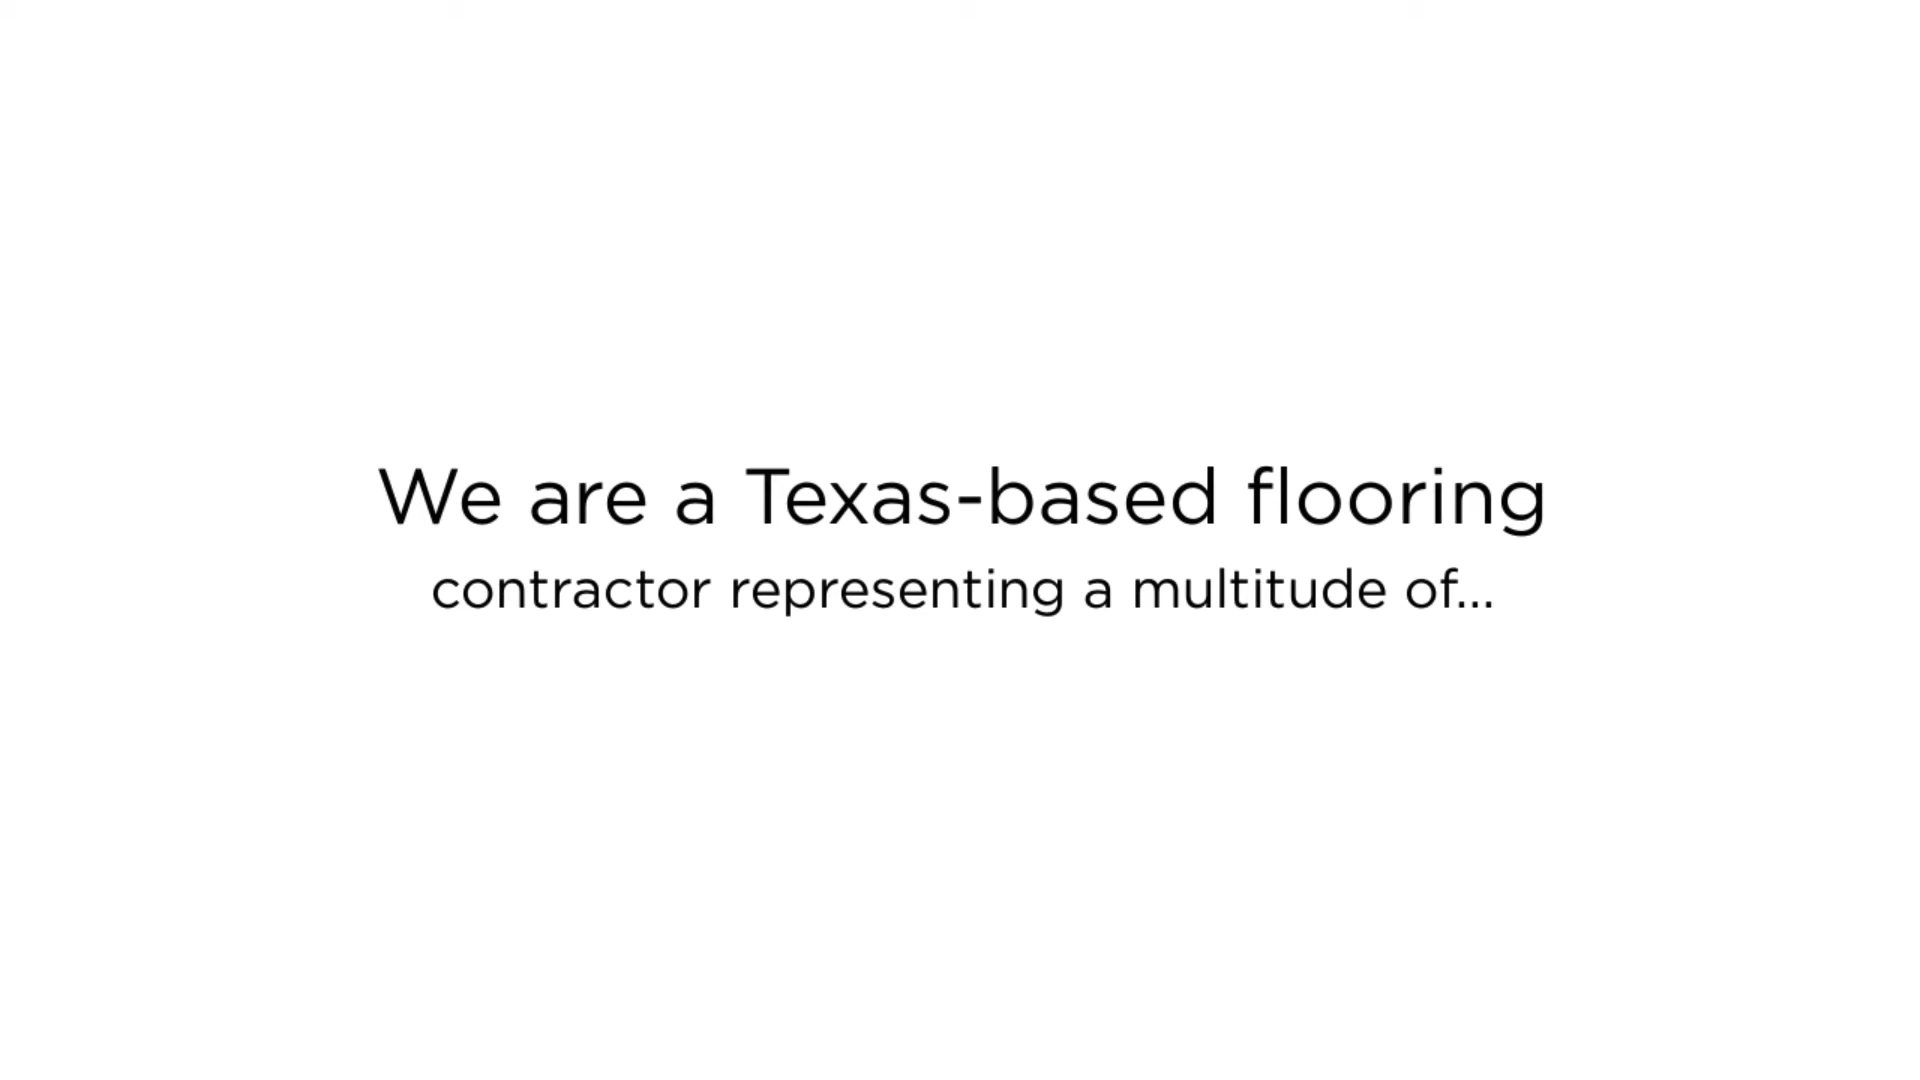 We are a Texas-based flooring
contractor representing a multitude of...